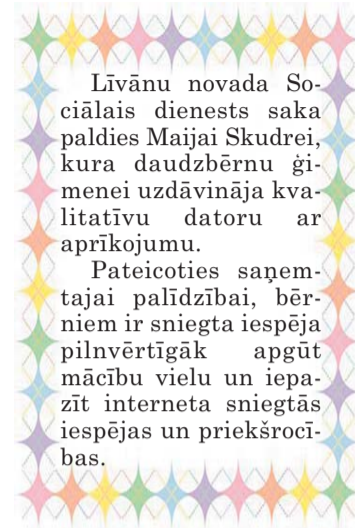 Līvānu novada So-
ciālais dienests saka
paldies Maijai Skudrei,
kura daudzbērnu ģi-
menei uzdāvināja kva-
litatīvu datoru ar
aprīkojumu.
Pateicoties saņem-
tajai palīdzībai, bēr-
niem ir sniegta iespēja
pilnvērtīgāk apgūt
mācību vielu un iepa-
zīt interneta sniegtās
iespējas un priekšrocī-
bas.